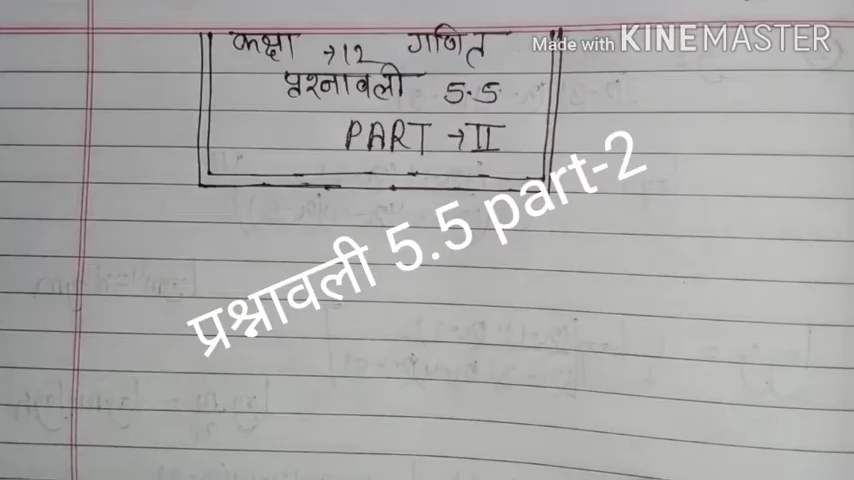 कक्षा →12 गणित
Made with KINEMASTER
प्रश्नावली 5.5
PART → II
प्रश्नावली 5.5 part-2